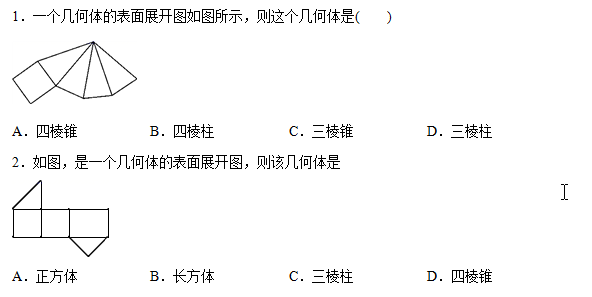 1．一个几何体的表面展开图如图所示，则这个几何体是(　　)
A．四棱锥　B．四棱柱　C．三棱锥　D．三棱柱
2．如图，是一个几何体的表面展开图，则该几何体是
A．正方体　B．长方体　C．三棱柱　D．四棱锥